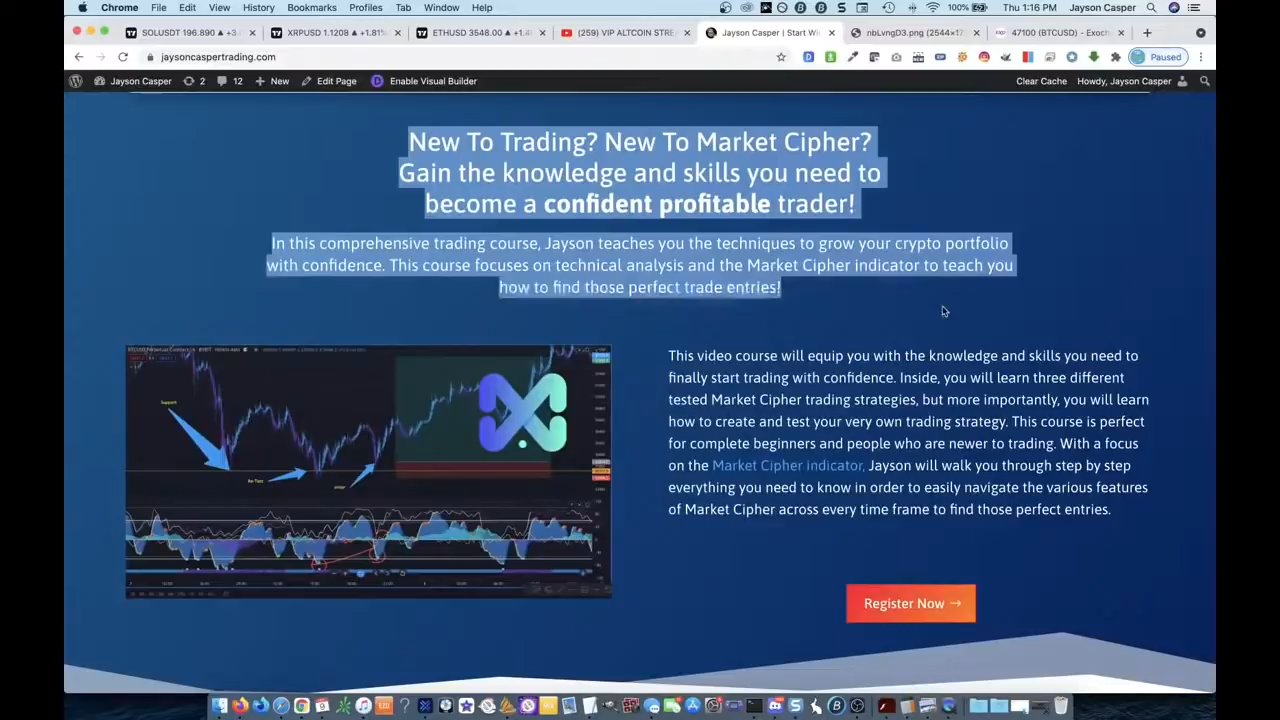 Chrome File Edit View History Bookmarks Profiles Tab Window Help 100% Thu 1:16 PM Jayson Casper
SOLUSDT 196.890 ▲ +3. XRPUSD 1.1208 ▲ +1.81% ETHUSD 3548.00 ▲ +1. (259) VIP ALTCOIN STRE Jayson Casper | Start Wi nbLvngD3.png (2544×17 47100 (BTCUSD) - Exoch
jaysoncaspertrading.com Paused
Jayson Casper 2 12 New Edit Page Enable Visual Builder Clear Cache Howdy, Jayson Casper
New To Trading? New To Market Cipher?
Gain the knowledge and skills you need to
become a confident profitable trader!
In this comprehensive trading course, Jayson teaches you the techniques to grow your crypto portfolio
with confidence. This course focuses on technical analysis and the Market Cipher indicator to teach you
how to find those perfect trade entries!
Support
This video course will equip you with the knowledge and skills you need to
finally start trading with confidence. Inside, you will learn three different
tested Market Cipher trading strategies, but more importantly, you will learn
how to create and test your very own trading strategy. This course is perfect
for complete beginners and people who are newer to trading. With a focus
on the Market Cipher indicator, Jayson will walk you through step by step
everything you need to know in order to easily navigate the various features
of Market Cipher across every time frame to find those perfect entries.
Register Now →